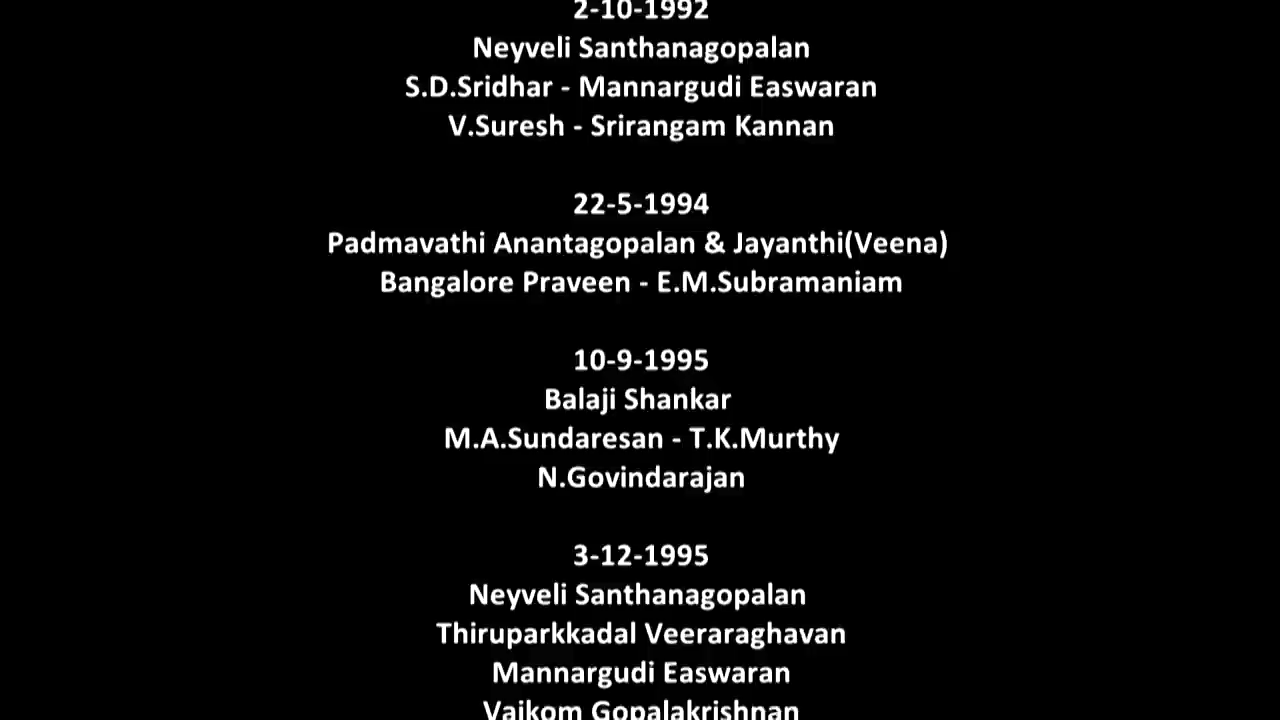 2-10-1992
Neyveli Santhanagopalan
S.D.Sridhar - Mannargudi Easwaran
V.Suresh - Srirangam Kannan
22-5-1994
Padmavathi Anantagopalan & Jayanthi(Veena)
Bangalore Praveen - E.M.Subramaniam
10-9-1995
Balaji Shankar
M.A.Sundaresan - T.K.Murthy
N.Govindarajan
3-12-1995
Neyveli Santhanagopalan
Thiruparkkadal Veeraraghavan
Mannargudi Easwaran
Vaikom Gopalakrishnan